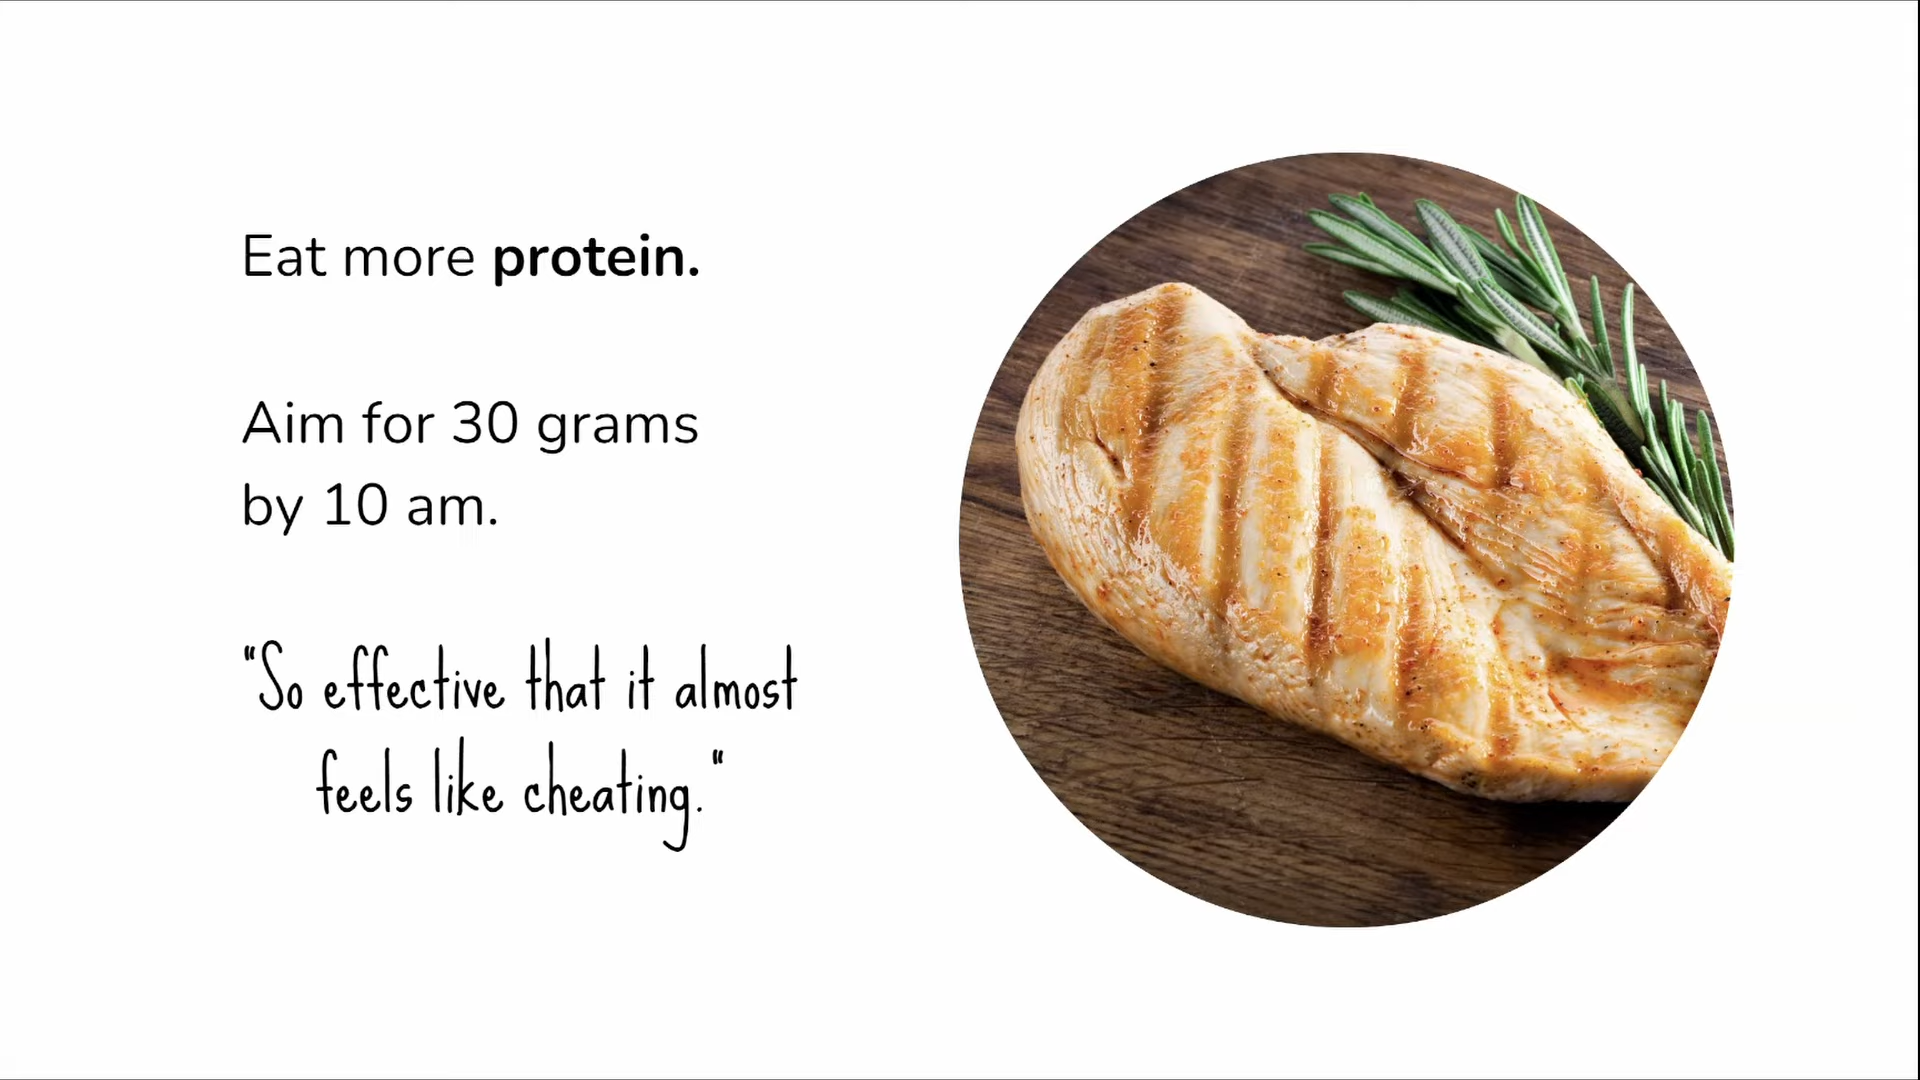 Eat more protein.
Aim for 30 grams
by 10 am.
"So effective that it almost
feels like cheating."